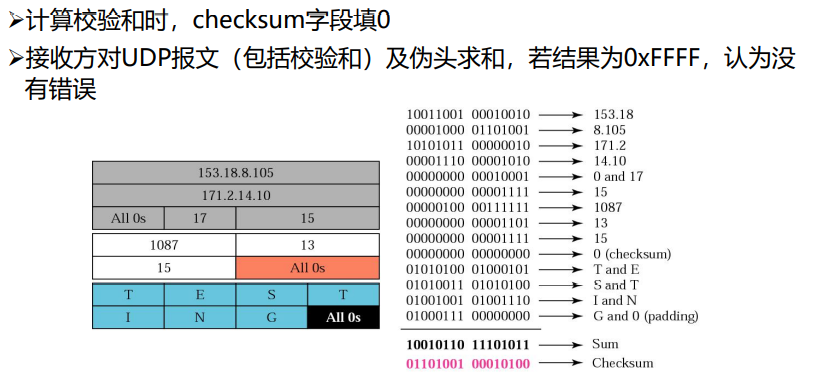 ➢计算校验和时，checksum字段填0
➢接收方对UDP报文（包括校验和）及伪头求和，若结果为0xFFFF，认为没
有错误
153.18.8.105
171.2.14.10
All 0s 17 15
1087 13
15 All 0s
T E S T
I N G All 0s
10011001 00010010 153.18
00001000 01101001 8.105
10101011 00000010 171.2
00001110 00001010 14.10
00000000 00010001 0 and 17
00000000 00001111 15
00000100 00111111 1087
00000000 00001101 13
00000000 00001111 15
00000000 00000000 0 (checksum)
01010100 01000101 T and E
01010011 01010100 S and T
01001001 01001110 I and N
01000111 00000000 G and 0 (padding)
10010110 11101011 Sum
01101001 00010100 Checksum